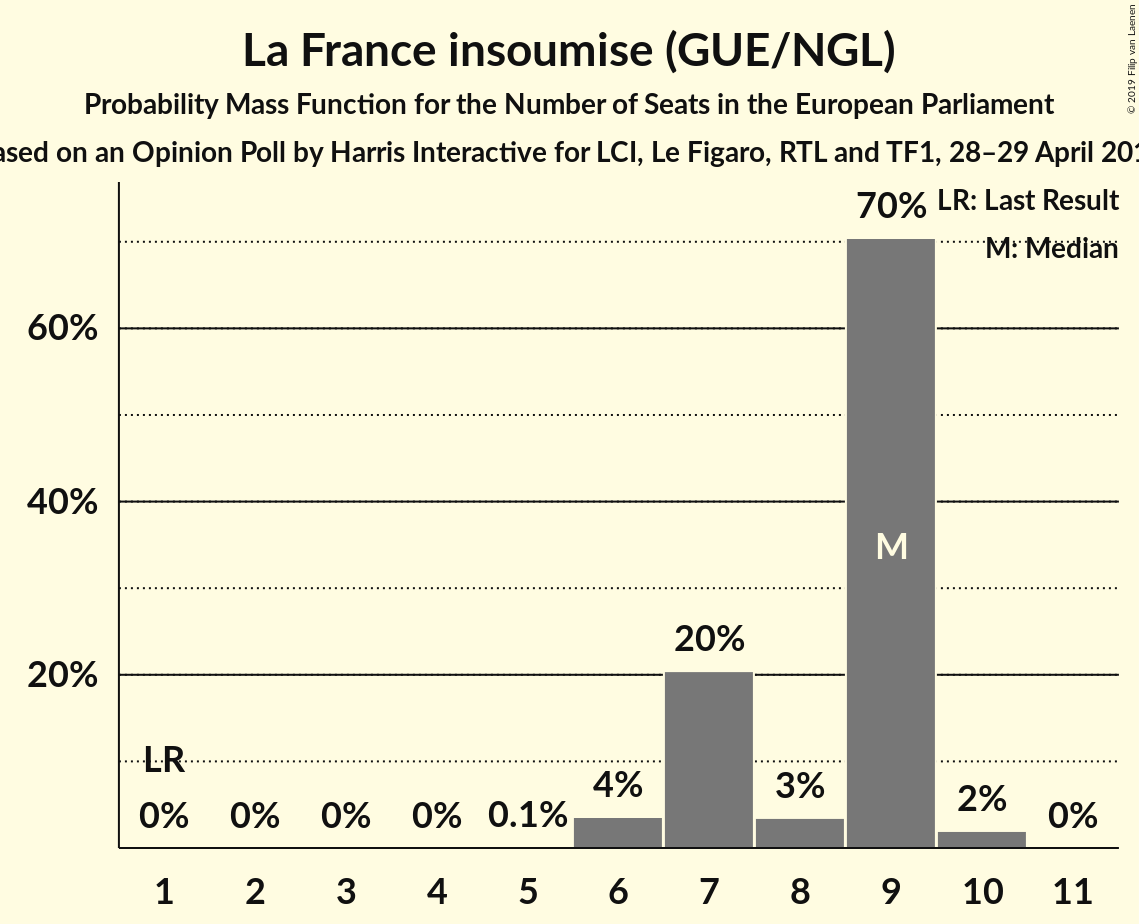 La France insoumise (GUE/NGL)
Probability Mass Function for the Number of Seats in the European Parliament
on an Opinion Poll by Harris Interactive for LCI, Le Figaro, RTL and TF1, 28–29 April
© 2019 Filip van Laenen
70%
LR: Last Result
M: Median
60%
40%
M
20%
20%
LR
0% 0% 0% 0% 0.1% 4% 3% 2% 0%
1 2 3 4 5 6 7 8 9 10 11